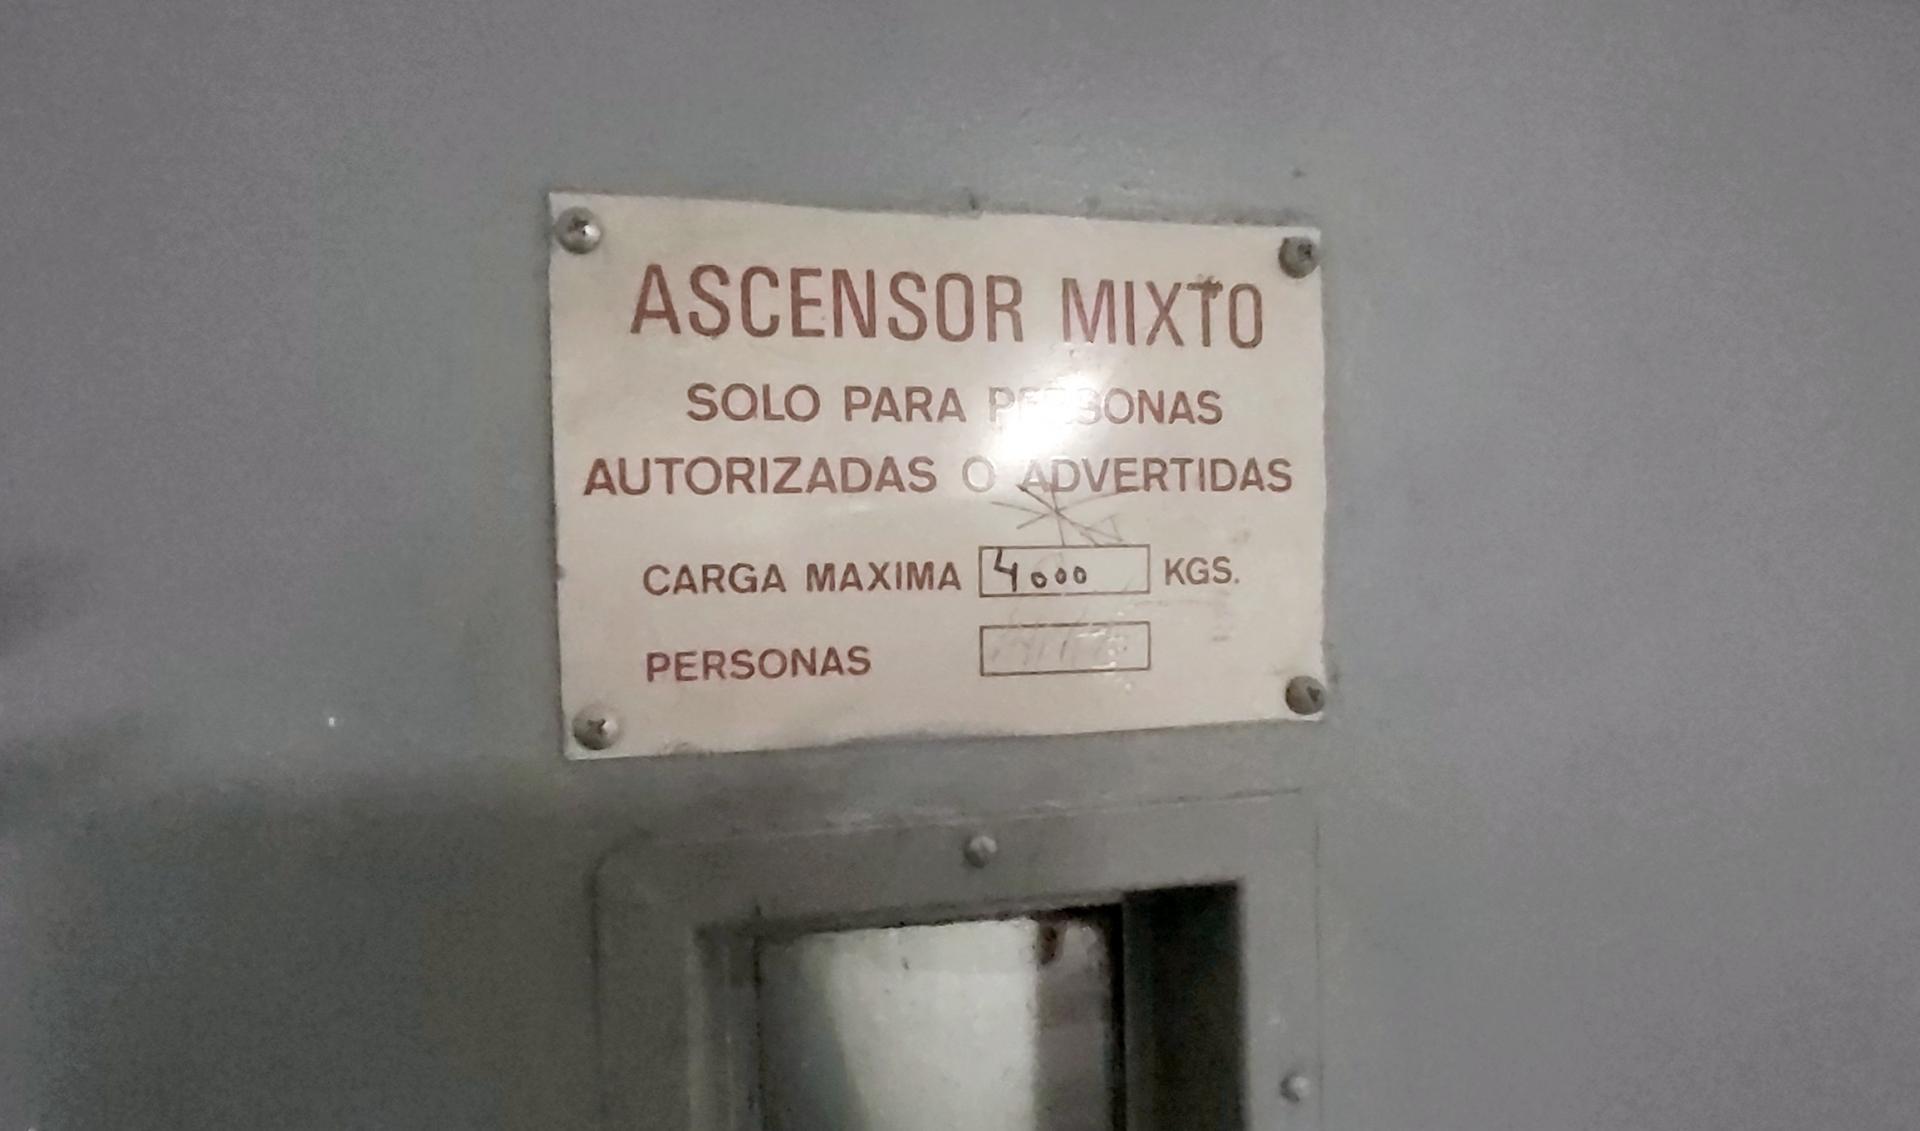 ASCENSOR MIXTO
SOLO PARA PERSONAS
AUTORIZADAS O ADVERTIDAS
CARGA MAXIMA 4000 KGS.
PERSONAS